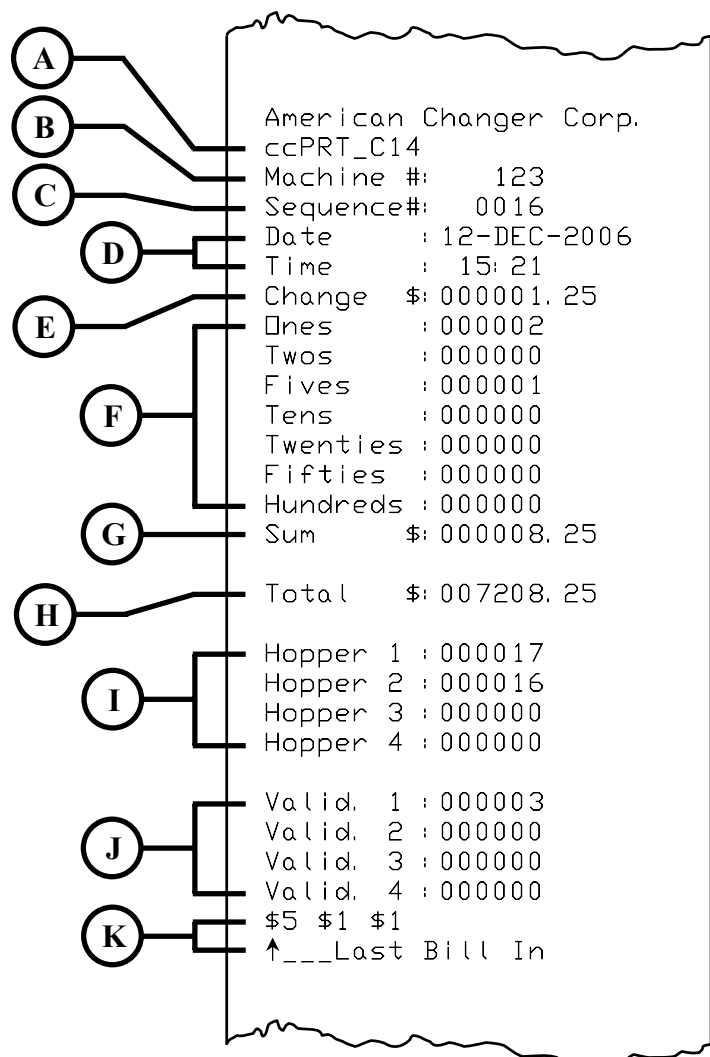 American Changer Corp.
A ccPRT_C14
B Machine #: 123
C Sequence#: 0016
D Date : 12-DEC-2006
Time : 15:21
E Change $:000001.25
F Ones :000002
Twos :000000
Fives :000001
Tens :000000
Twenties :000000
Fifties :000000
Hundreds :000000
G Sum $:000008.25
H Total $:007208.25
I Hopper 1 :000017
Hopper 2 :000016
Hopper 3 :000000
Hopper 4 :000000
J Valid. 1 :000003
Valid. 2 :000000
Valid. 3 :000000
Valid. 4 :000000
K $5 $1 $1
↑___Last Bill In